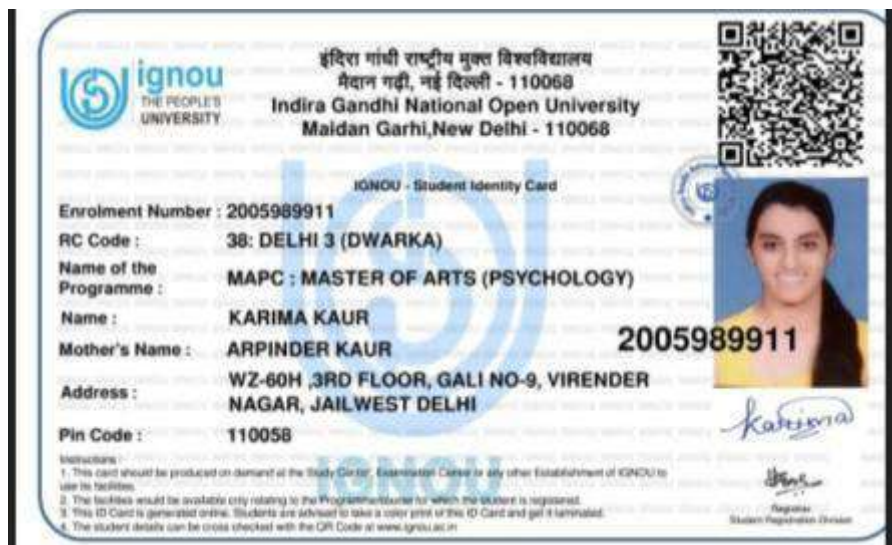 इंदिरा गांधी राष्ट्रीय मुक्त विश्वविद्यालय
मैदान गढ़ी, नई दिल्ली - 110068
Indira Gandhi National Open University
Maidan Garhi,New Delhi - 110068
ignou
THE PEOPLE'S
UNIVERSITY
IGNOU - Student Identity Card
Enrolment Number : 2005989911
RC Code : 38: DELHI 3 (DWARKA)
Name of the Programme : MAPC : MASTER OF ARTS (PSYCHOLOGY)
Name : KARIMA KAUR
Mother's Name : ARPINDER KAUR
Address : WZ-60H ,3RD FLOOR, GALI NO-9, VIRENDER
NAGAR, JAILWEST DELHI
Pin Code : 110058
2005989911
karima
Instructions :
1. This card should be produced on demand at the Study Center, Examination Center or any other Establishment of IGNOU to
use its facilities.
2. The facilities would be available only relating to the Programme/course for which the student is registered.
3. This ID Card is generated online. Students are advised to take a color print of this ID Card and get it laminated.
4. The student details can be cross checked with the QR Code at www.ignou.ac.in
Registrar
Student Registration Division
IGNOU